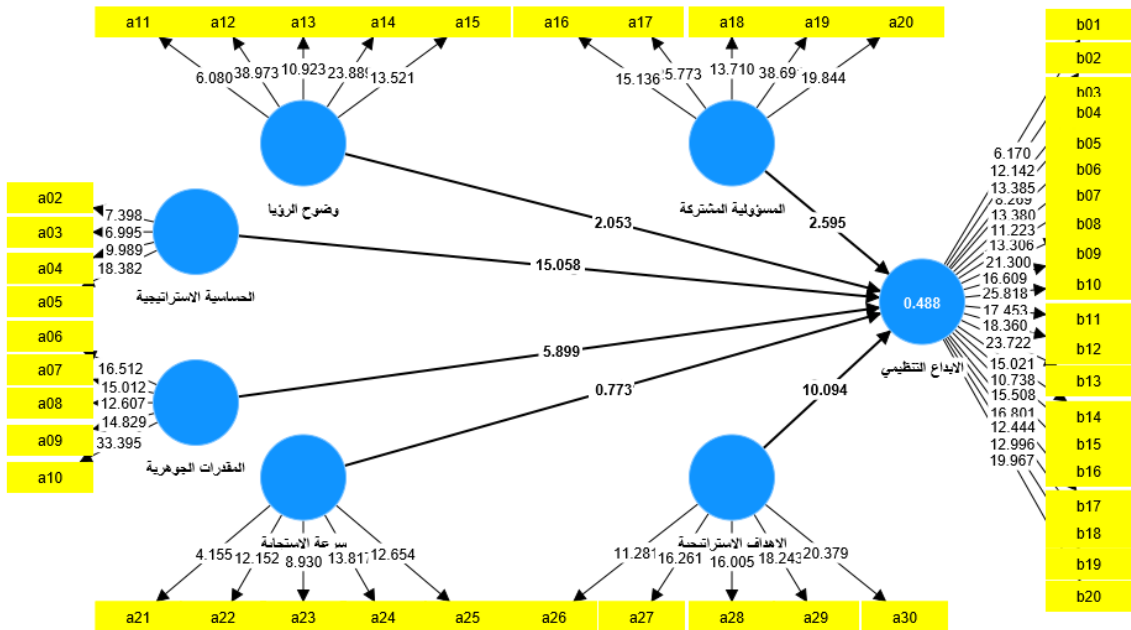 a11 a12 a13 a14 a15 a16 a17 a18 a19 a20
6.080 38.973 10.923 23.889 13.521
15.136 13.710 19.844
وضوح الرؤيا
المسؤولية المشتركة
2.053
2.595
a02
a03
a04
a05
7.398
6.995
9.989
18.382
الحساسية الاستراتيجية
15.058
a06
a07
a08
a09
a10
16.512
15.012
12.607
14.829
33.395
المقدرات الجوهرية
5.899
0.773
10.094
0.488
الابداع التنظيمي
b01
b02
b03
b04
b05
b06
b07
b08
b09
b10
b11
b12
b13
b14
b15
b16
b17
b18
b19
b20
6.170
12.142
13.385
8.269
13.380
11.223
13.306
21.300
16.609
25.818
17.453
18.360
23.722
15.021
10.738
15.508
16.801
12.444
12.996
19.967
سرعة الاستجابة
الاهداف الاستراتيجية
4.155 12.152 8.930 13.817 12.654
11.281 16.261 16.005 18.243 20.379
a21 a22 a23 a24 a25 a26 a27 a28 a29 a30